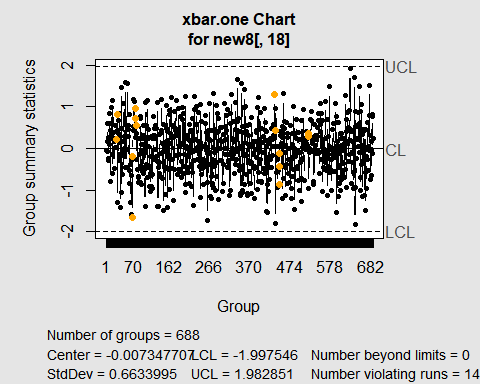 xbar.one Chart
for new8[, 18]
Group summary statistics
2
1
0
-1
-2
UCL
CL
LCL
1 70 162 266 370 474 578 682
Group
Number of groups = 688
Center = -0.007347707 LCL = -1.997546 Number beyond limits = 0
StdDev = 0.6633995 UCL = 1.982851 Number violating runs = 14